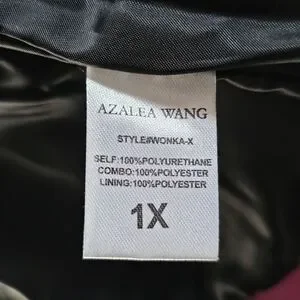 AZALEA WANG
STYLE#WONKA-X
SELF:100%POLYURETHANE
COMBO:100%POLYESTER
LINING:100%POLYESTER
1X